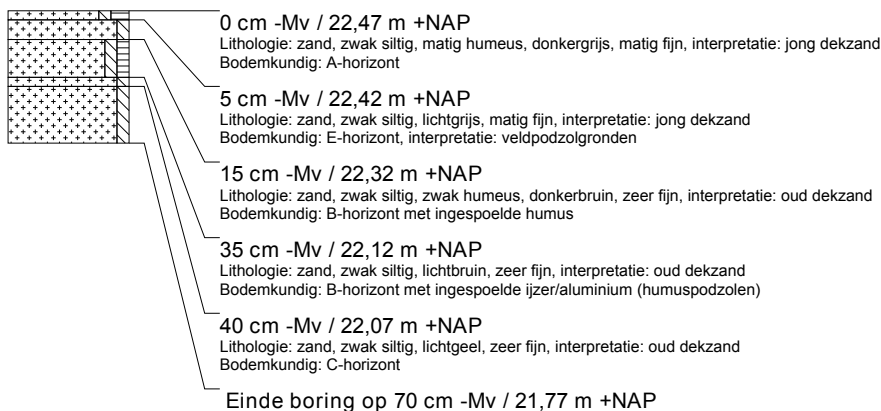 0 cm -Mv / 22,47 m +NAP
Lithologie: zand, zwak siltig, matig humeus, donkergrijs, matig fijn, interpretatie: jong dekzand
Bodemkundig: A-horizont
5 cm -Mv / 22,42 m +NAP
Lithologie: zand, zwak siltig, lichtgrijs, matig fijn, interpretatie: jong dekzand
Bodemkundig: E-horizont, interpretatie: veldpodzolgronden
15 cm -Mv / 22,32 m +NAP
Lithologie: zand, zwak siltig, zwak humeus, donkerbruin, zeer fijn, interpretatie: oud dekzand
Bodemkundig: B-horizont met ingespoelde humus
35 cm -Mv / 22,12 m +NAP
Lithologie: zand, zwak siltig, lichtbruin, zeer fijn, interpretatie: oud dekzand
Bodemkundig: B-horizont met ingespoelde ijzer/aluminium (humuspodzolen)
40 cm -Mv / 22,07 m +NAP
Lithologie: zand, zwak siltig, lichtgeel, zeer fijn, interpretatie: oud dekzand
Bodemkundig: C-horizont
Einde boring op 70 cm -Mv / 21,77 m +NAP